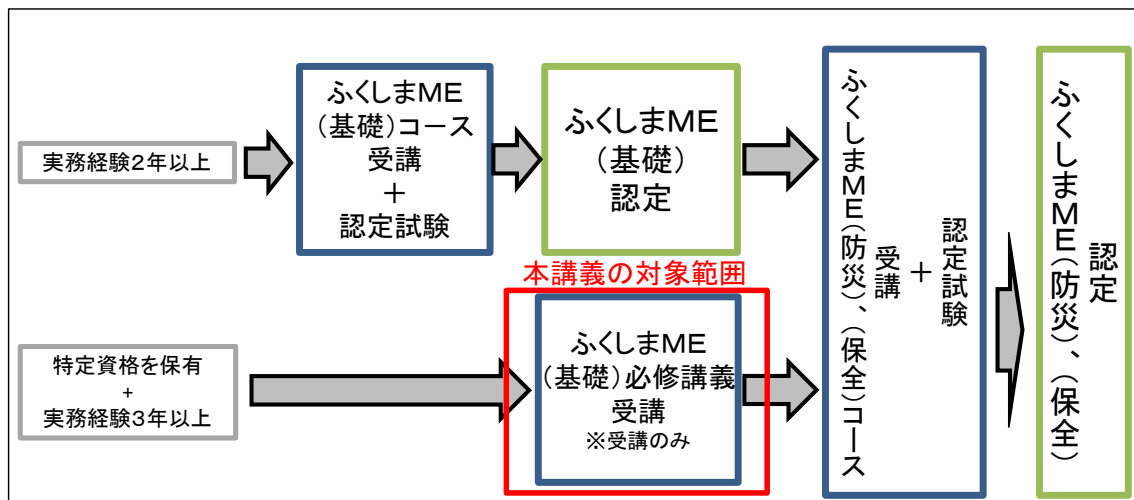 実務経験２年以上
ふくしまＭＥ
（基礎）コース
受講
＋
認定試験
ふくしまＭＥ
（基礎）
認定
本講義の対象範囲
特定資格を保有
+
実務経験３年以上
ふくしまＭＥ
（基礎）必修講義
受講
※受講のみ
ふくしまＭＥ（防災）、（保全）コース
受講
＋
認定試験
ふくしまＭＥ（防災）、（保全）
認定